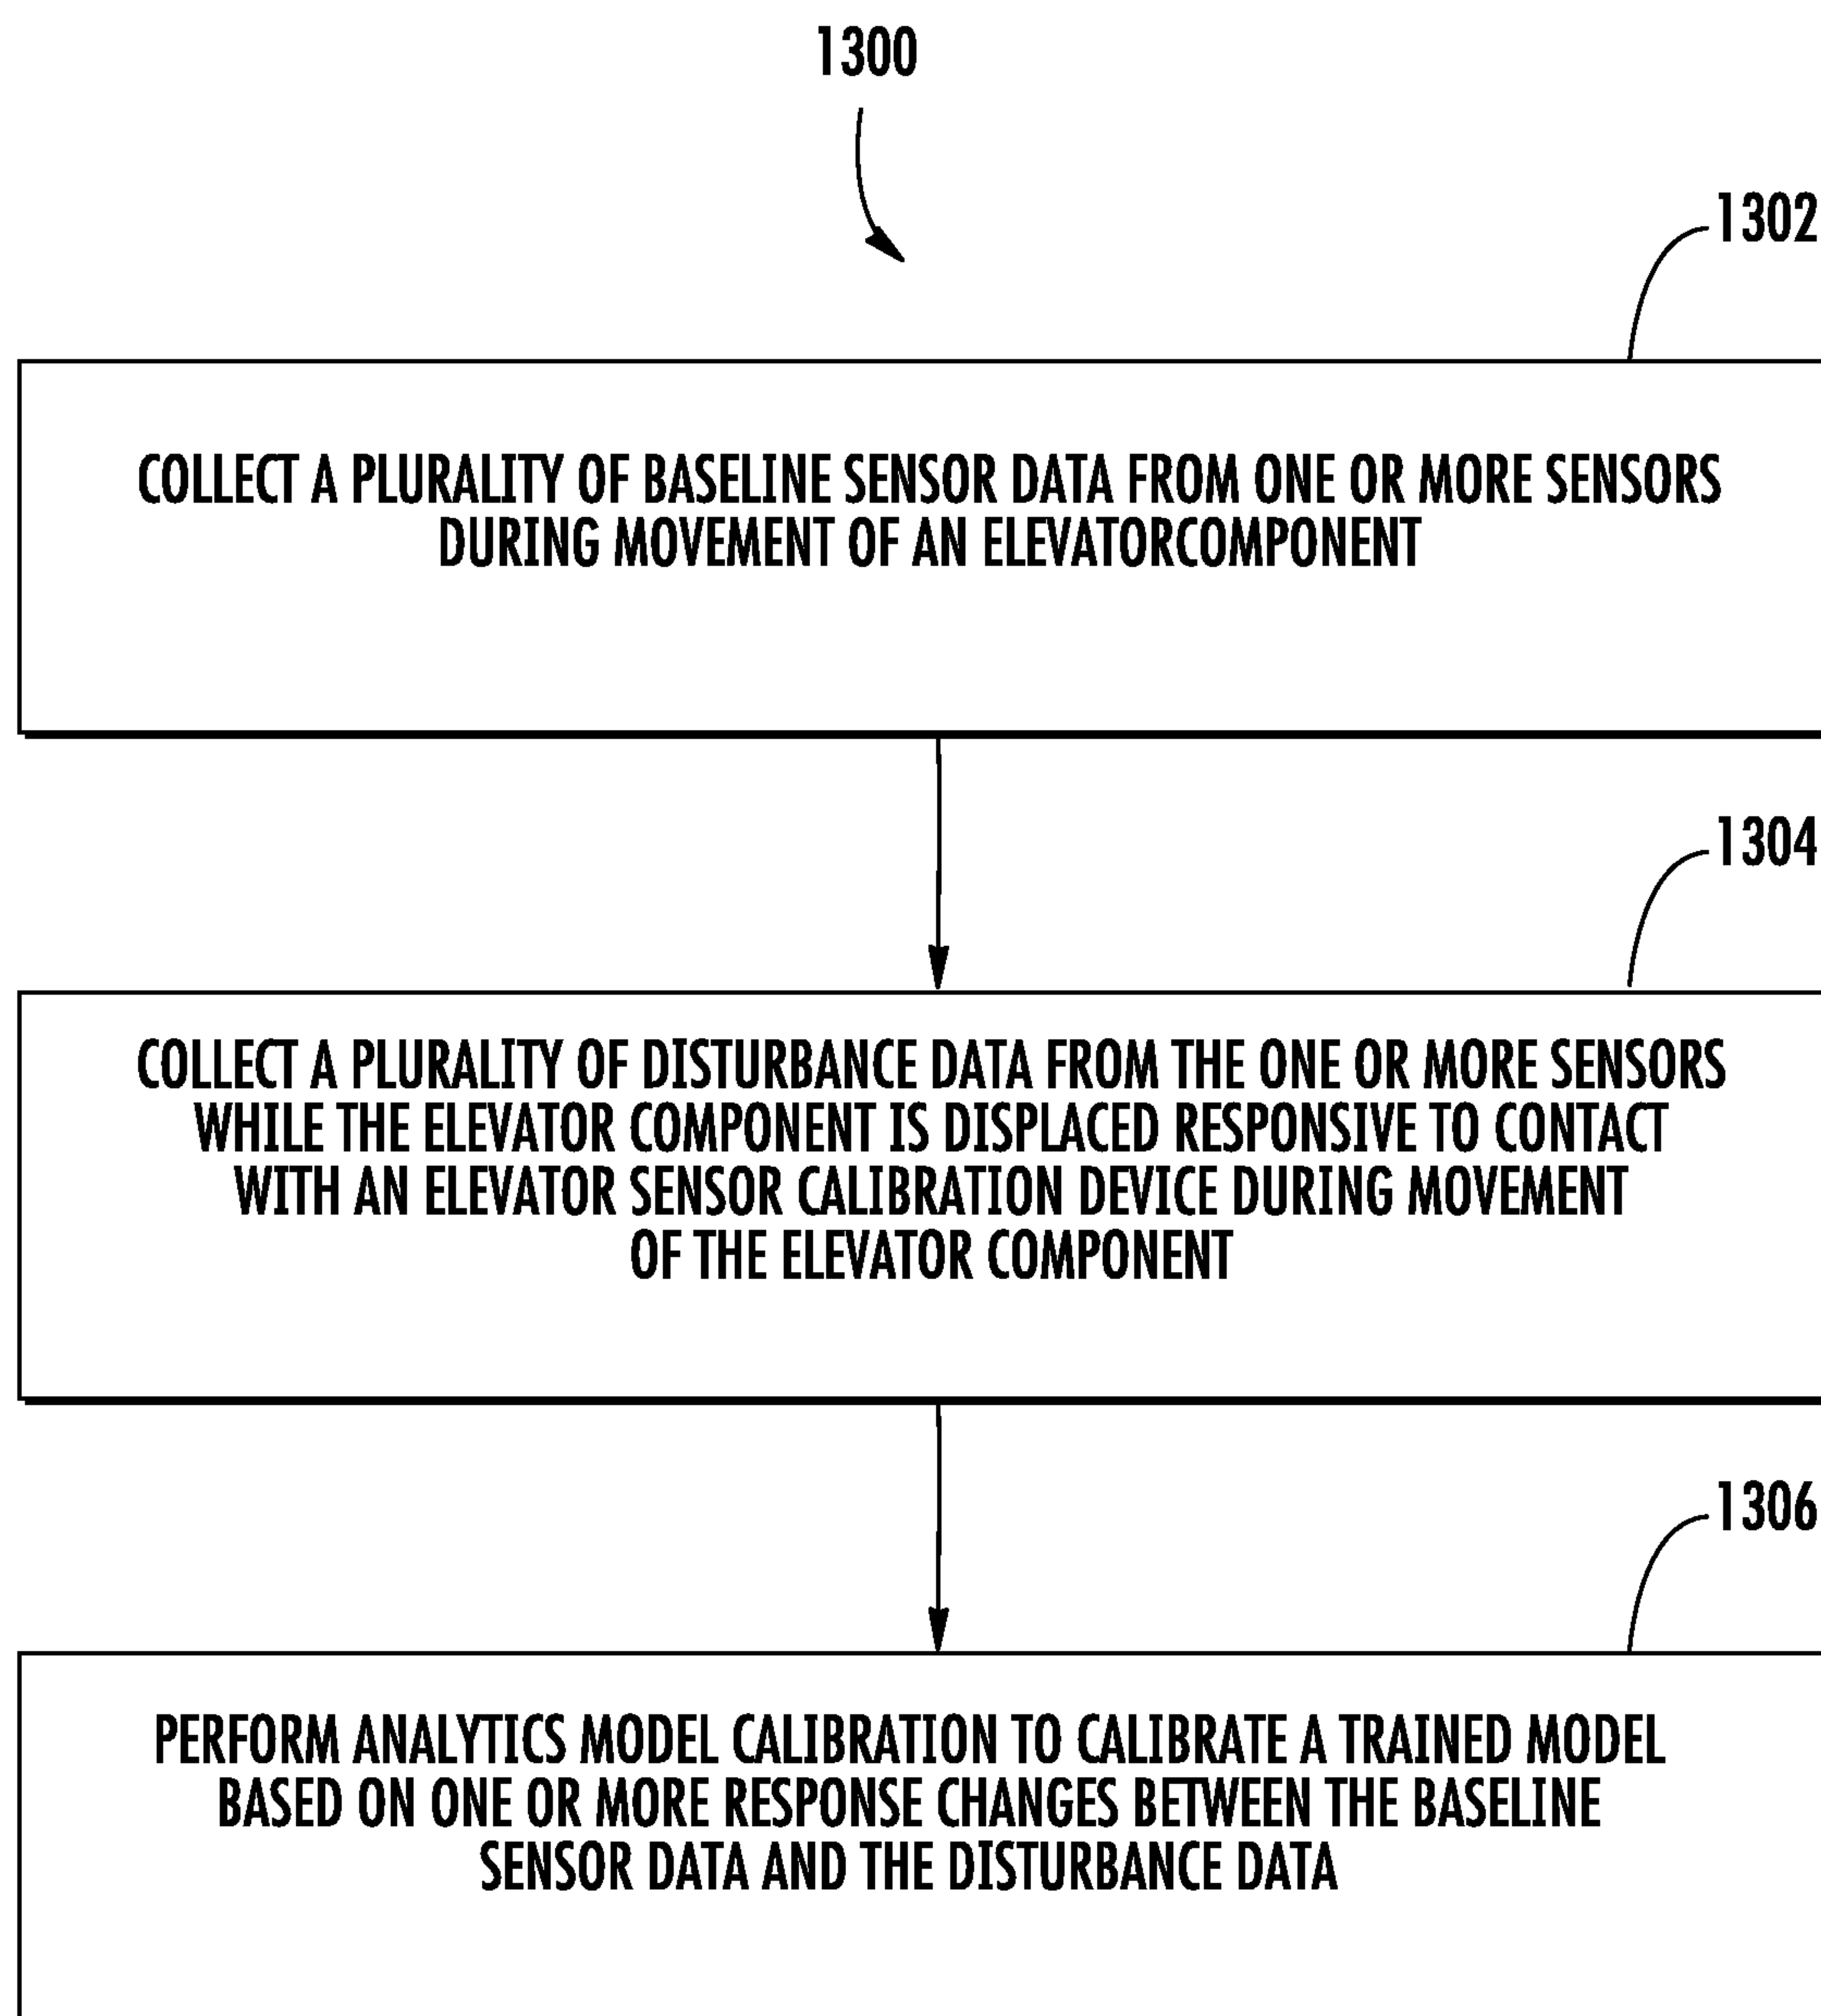 1300
1302
COLLECT A PLURALITY OF BASELINE SENSOR DATA FROM ONE OR MORE SENSORS
DURING MOVEMENT OF AN ELEVATORCOMPONENT
1304
COLLECT A PLURALITY OF DISTURBANCE DATA FROM THE ONE OR MORE SENSORS
WHILE THE ELEVATOR COMPONENT IS DISPLACED RESPONSIVE TO CONTACT
WITH AN ELEVATOR SENSOR CALIBRATION DEVICE DURING MOVEMENT
OF THE ELEVATOR COMPONENT
1306
PERFORM ANALYTICS MODEL CALIBRATION TO CALIBRATE A TRAINED MODEL
BASED ON ONE OR MORE RESPONSE CHANGES BETWEEN THE BASELINE
SENSOR DATA AND THE DISTURBANCE DATA